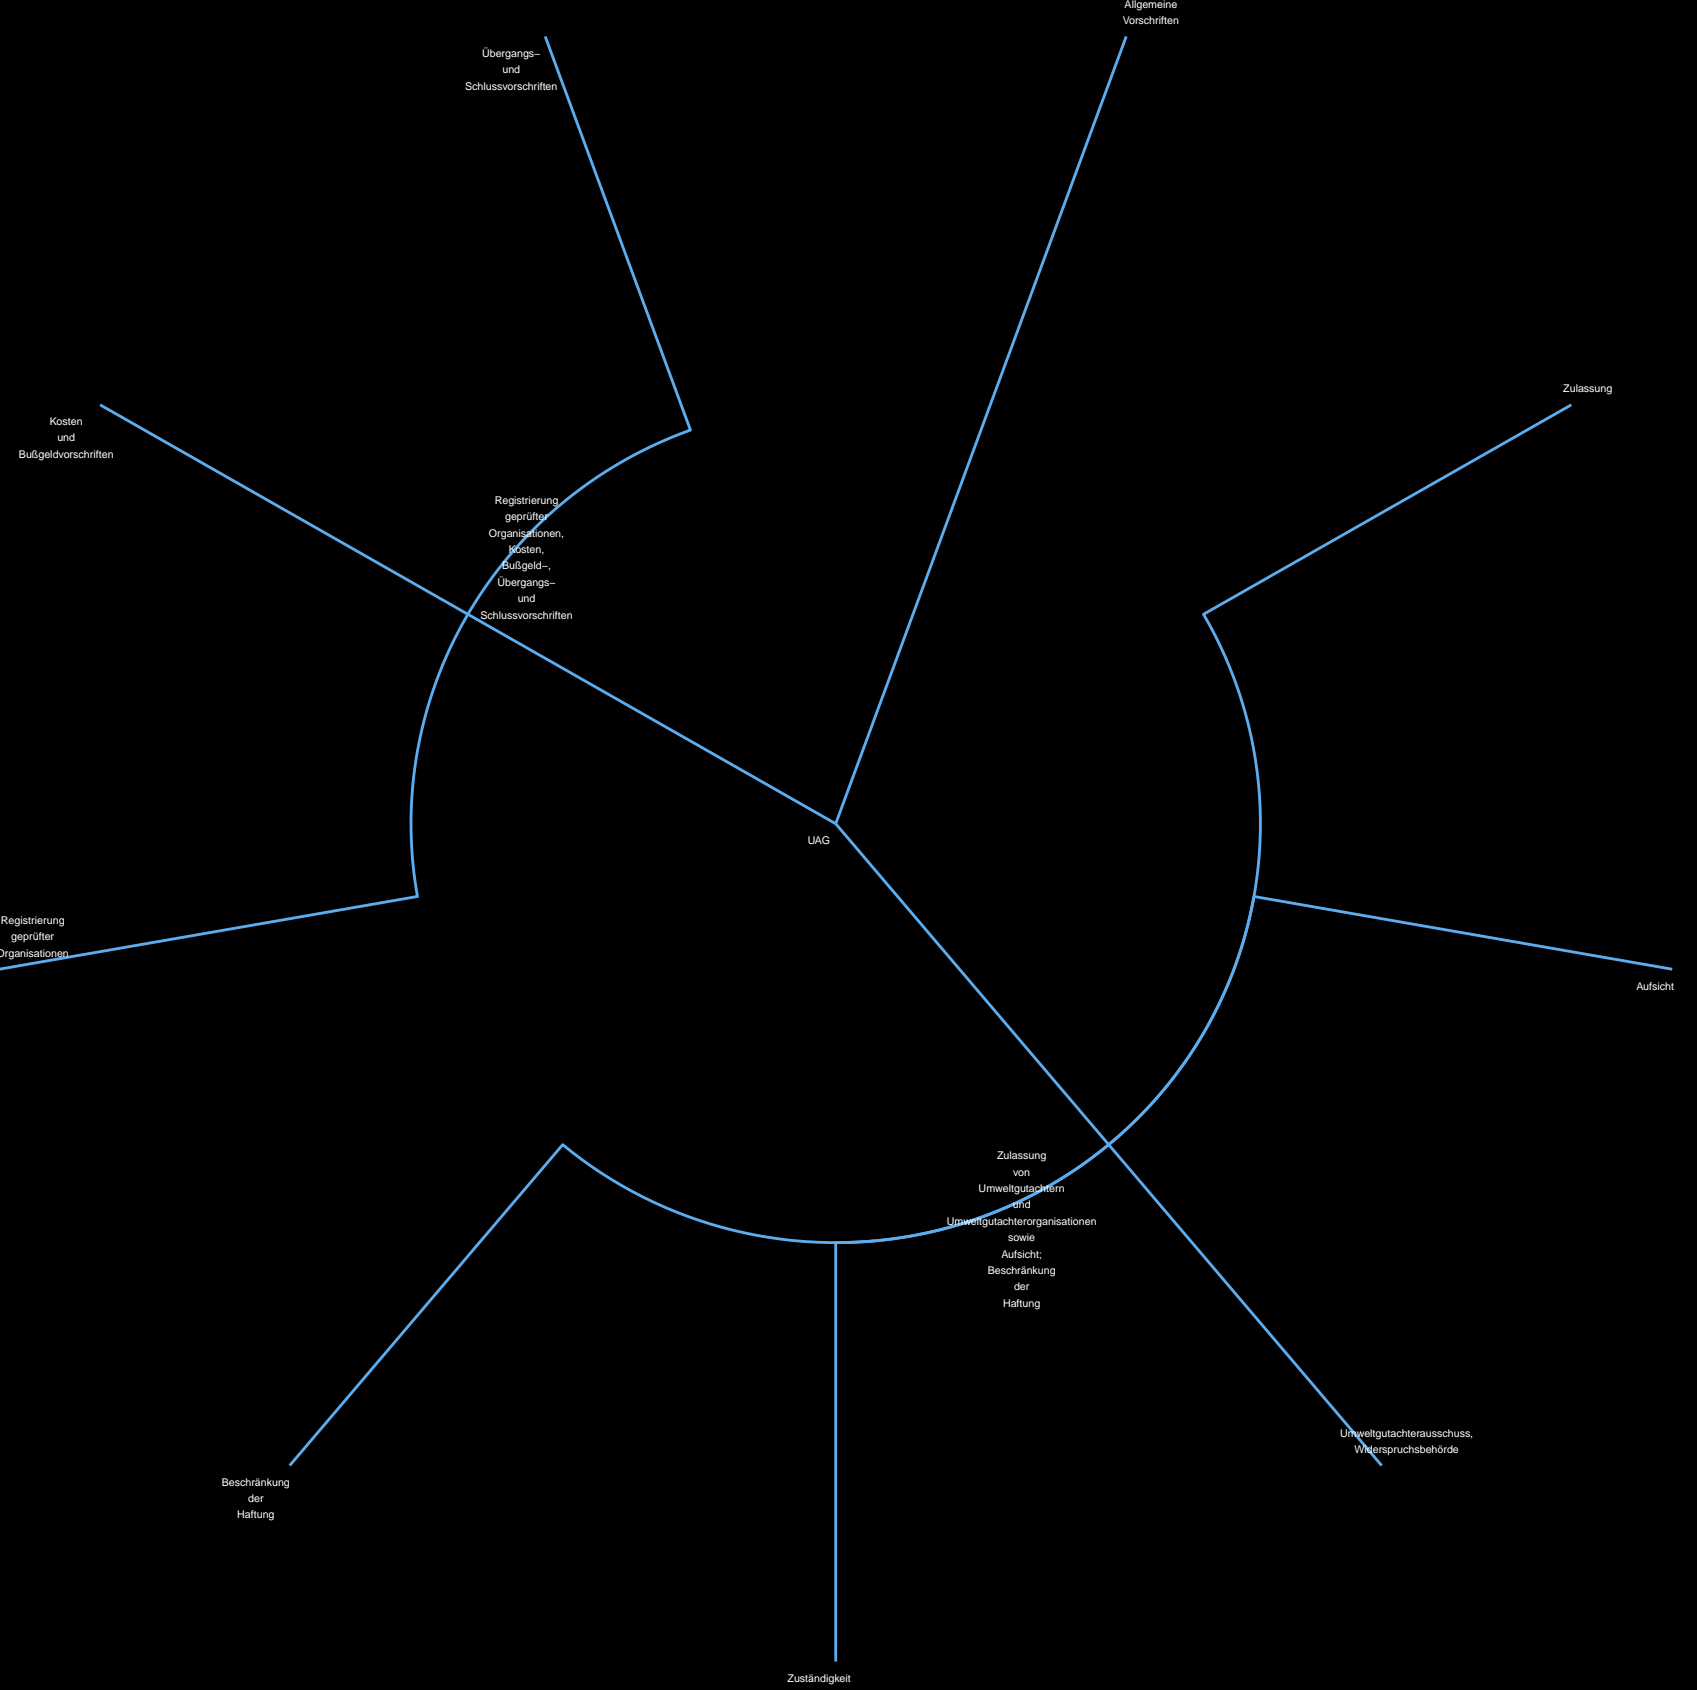 Allgemeine
Vorschriften
Übergangs–
und
Schlussvorschriften
Zulassung
Kosten
und
Bußgeldvorschriften
Registrierung
geprüfter
Organisationen,
Kosten,
Bußgeld–,
Übergangs–
und
Schlussvorschriften
UAG
Registrierung
geprüfter
Organisationen
Aufsicht
Zulassung
von
Umweltgutachtern
und
Umweltgutachterorganisationen
sowie
Aufsicht;
Beschränkung
der
Haftung
Umweltgutachterausschuss,
Widerspruchsbehörde
Beschränkung
der
Haftung
Zuständigkeit